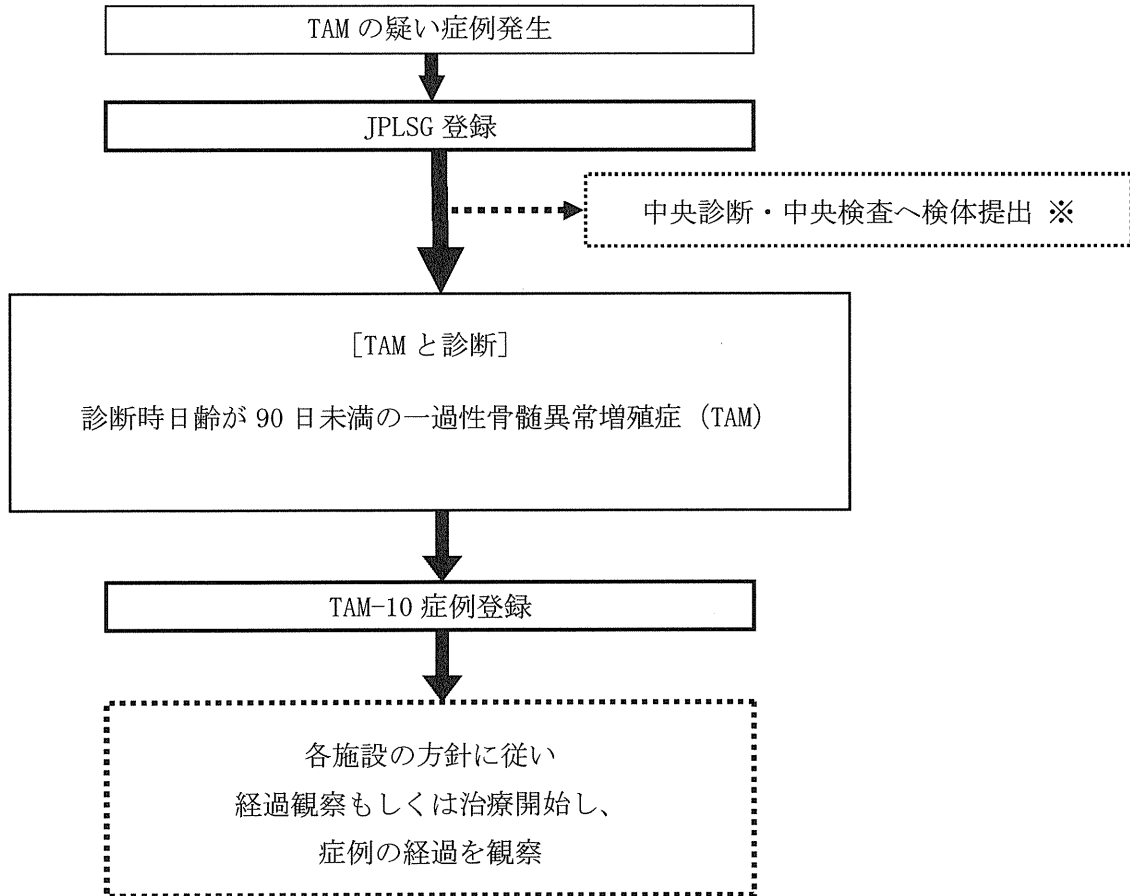 TAM の疑い症例発生
JPLSG 登録
中央診断・中央検査へ検体提出 ※
[TAM と診断]
診断時日齢が 90 日未満の一過性骨髄異常増殖症 (TAM)
TAM-10 症例登録
各施設の方針に従い
経過観察もしくは治療開始し、
症例の経過を観察